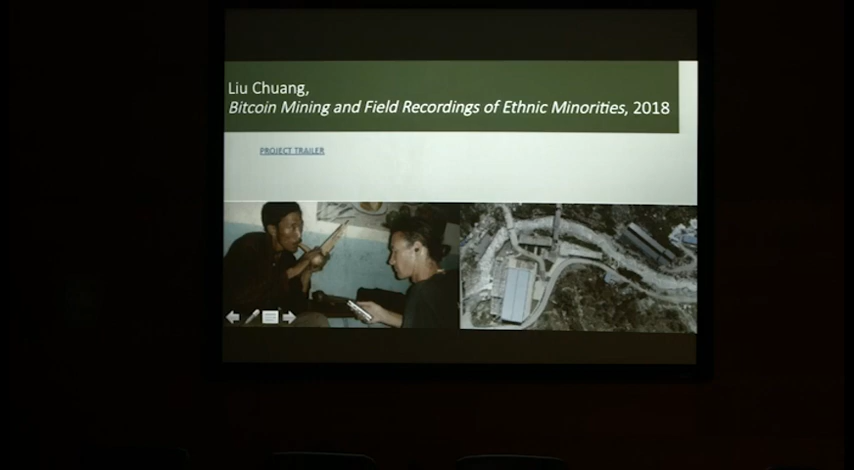 Liu Chuang,
Bitcoin Mining and Field Recordings of Ethnic Minorities, 2018
PROJECT TRAILER